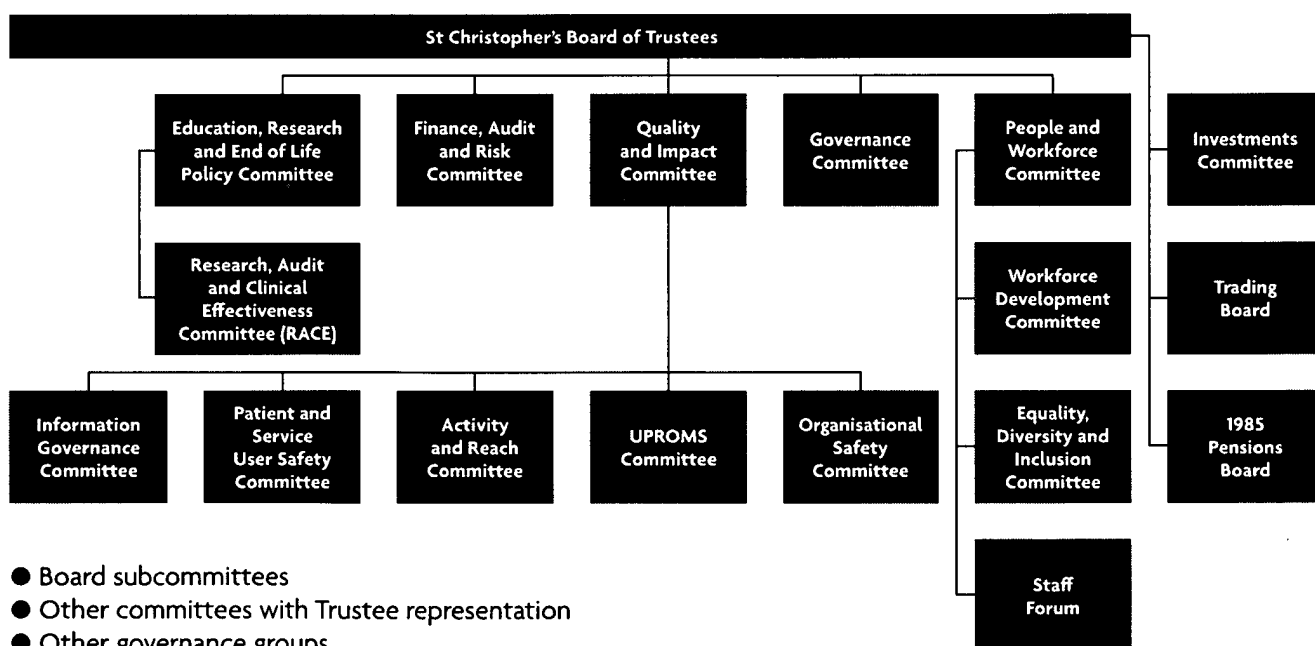 St Christopher's Board of Trustees
Education, Research
and End of Life
Policy Committee
Finance, Audit
and Risk
Committee
Quality
and Impact
Committee
Governance
Committee
People and
Workforce
Committee
Investments
Committee
Research, Audit
and Clinical
Effectiveness
Committee (RACE)
Workforce
Development
Committee
Trading
Board
Information
Governance
Committee
Patient and
Service
User Safety
Committee
Activity
and Reach
Committee
UPROMS
Committee
Organisational
Safety
Committee
Equality,
Diversity and
Inclusion
Committee
1985
Pensions
Board
Staff
Forum
● Board subcommittees
● Other committees with Trustee representation
● Other governance groups